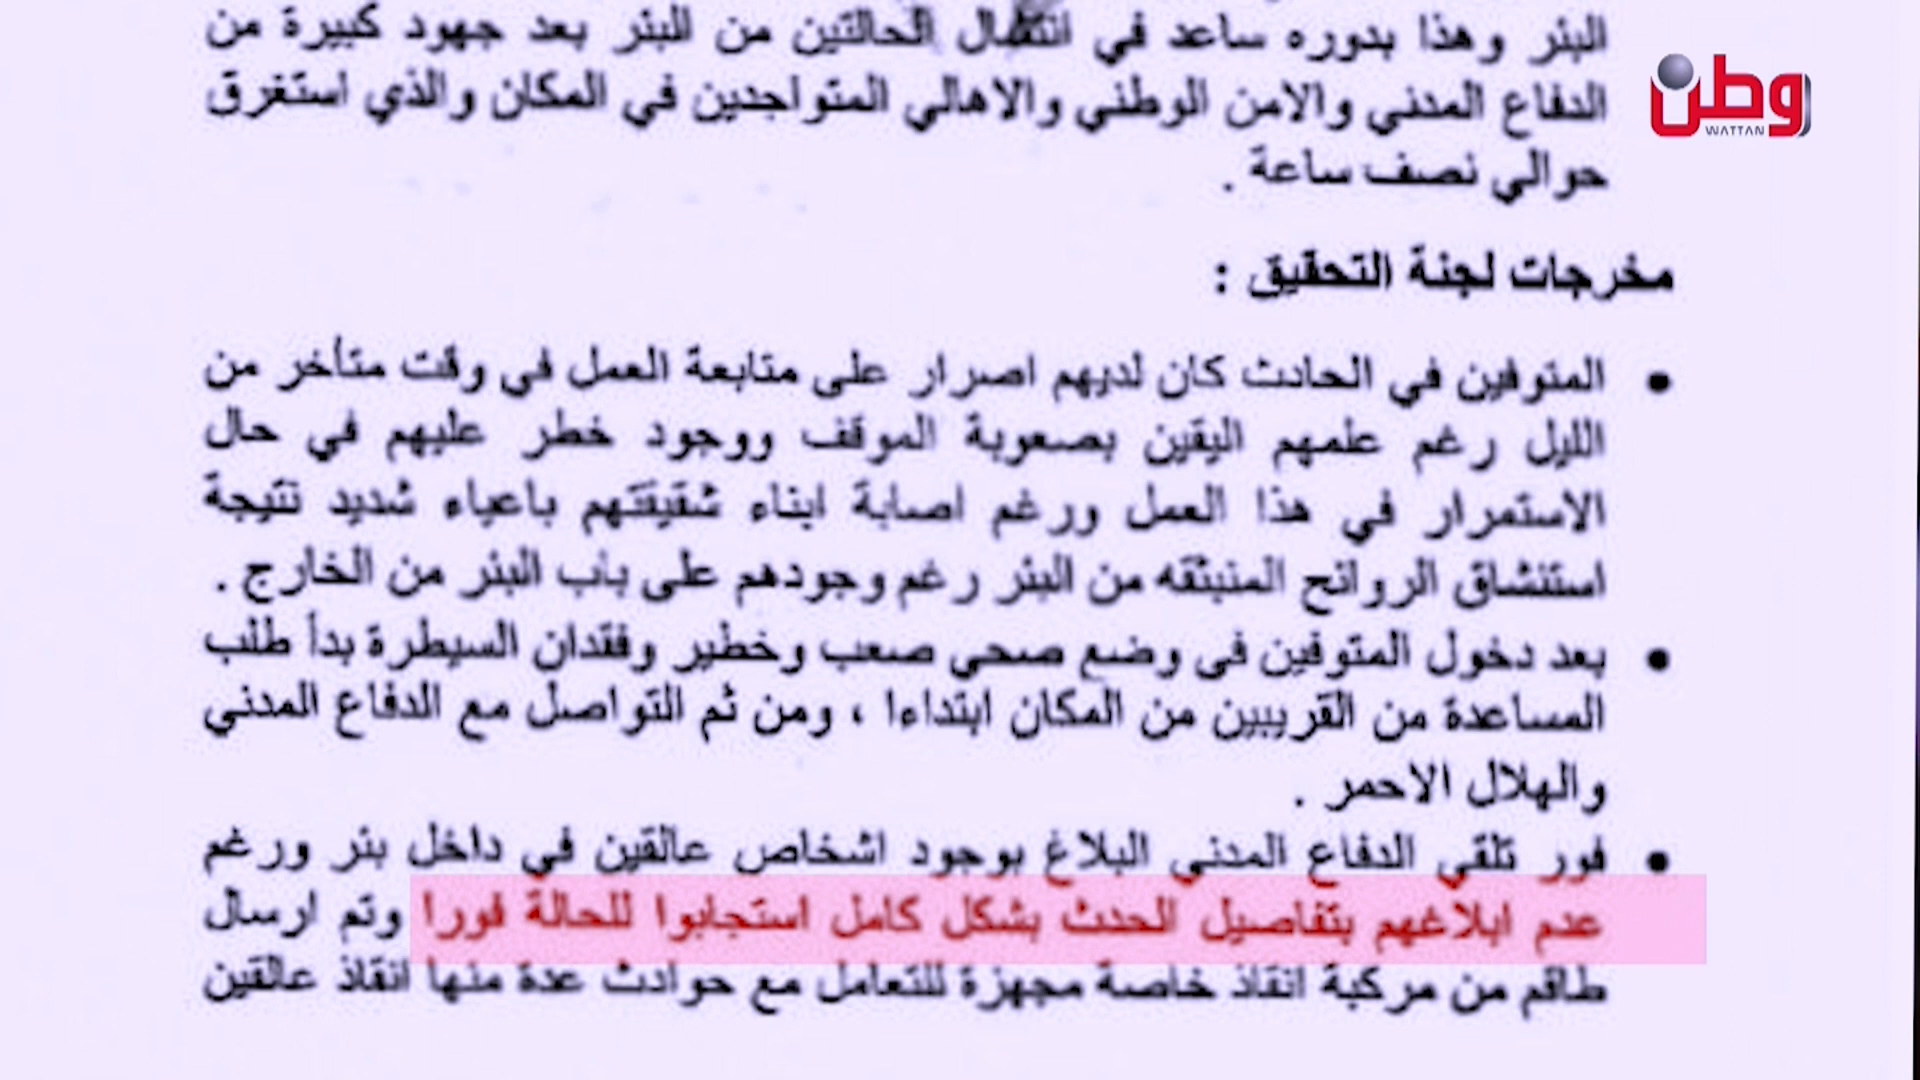 البئر وهذا بدوره ساعد في انتشال الحالتين من للبئر بعد جهود كبيرة من
الدفاع المدني والامن الوطني والاهالي المتواجدين في المكان والذي استغرق
حوالي نصف ساعة .
وطن
WATTAN
مخرجات لجنة التحقيق :
• المتوفين في الحادث كان لديهم اصرار على متابعة العمل في وقت متأخر من
الليل رغم علمهم اليقين بصعوبة الموقف ووجود خطر عليهم في حال
الاستمرار في هذا العمل ورغم اصابة ابناء شقيقتهم باعياء شديد نتيجة
استنشاق الروائح المنبثقه من البئر رغم وجودهم على باب البئر من الخارج .
• بعد دخول المتوفين في وضع صحي صعب وخطير وفقدان السيطرة بدأ طلب
المساعدة من القريبين من المكان ابتداءا ، ومن ثم التواصل مع الدفاع المدني
والهلال الاحمر .
• فور تلقي الدفاع المدني البلاغ بوجود اشخاص عالقين في داخل بئر ورغم
عدم ابلاغهم بتفاصيل الحدث بشكل كامل استجابوا للحالة فورا وتم ارسال
طاقم من مركبة انقاذ خاصة مجهزة للتعامل مع حوادث عدة منها انقاذ عالقين